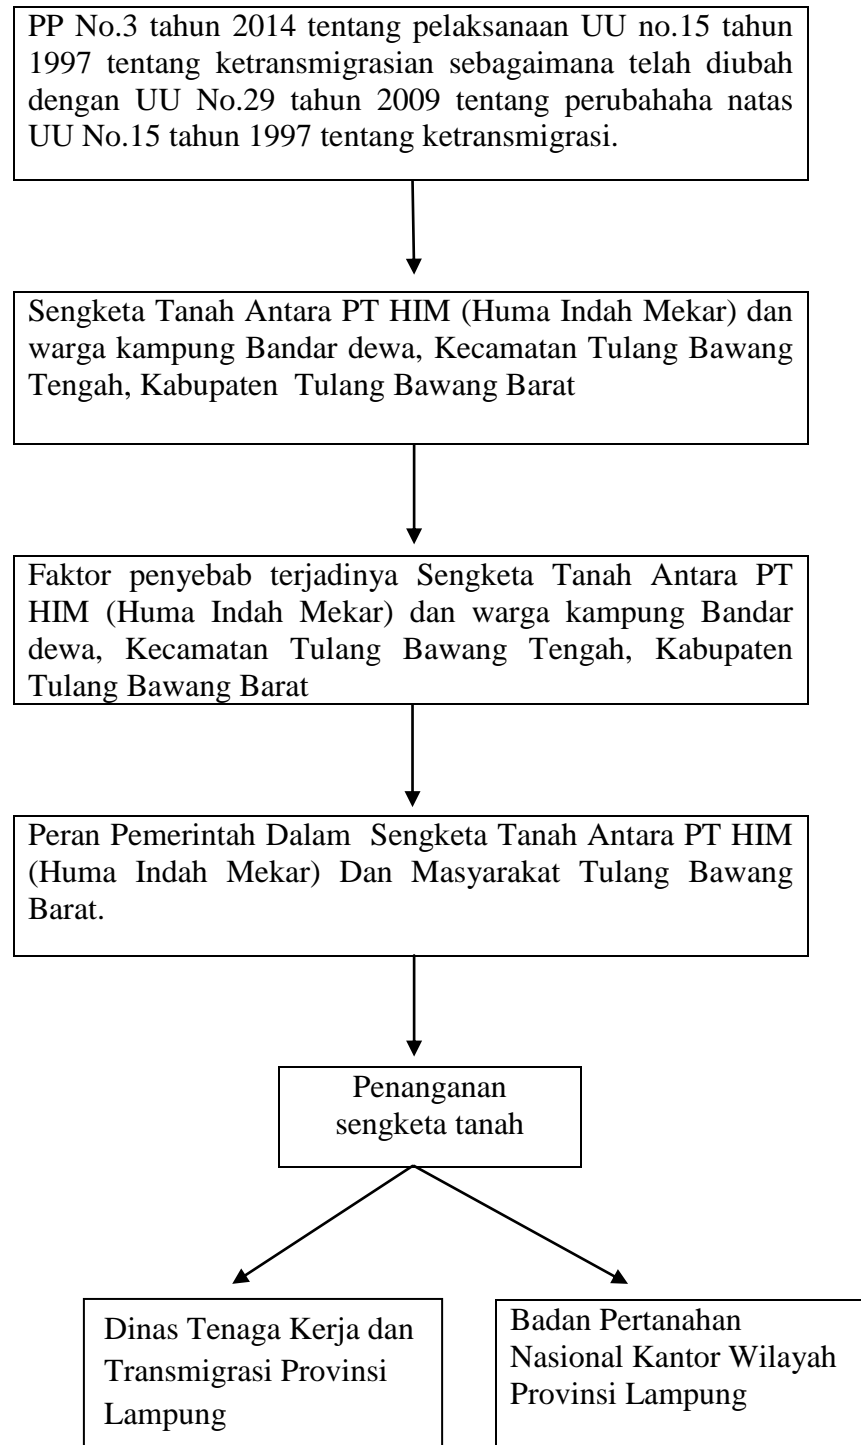 PP No.3 tahun 2014 tentang pelaksanaan UU no.15 tahun
1997 tentang ketransmigrasian sebagaimana telah diubah
dengan UU No.29 tahun 2009 tentang perubahaha natas
UU No.15 tahun 1997 tentang ketransmigrasi.
Sengketa Tanah Antara PT HIM (Huma Indah Mekar) dan
warga kampung Bandar dewa, Kecamatan Tulang Bawang
Tengah, Kabupaten Tulang Bawang Barat
Faktor penyebab terjadinya Sengketa Tanah Antara PT
HIM (Huma Indah Mekar) dan warga kampung Bandar
dewa, Kecamatan Tulang Bawang Tengah, Kabupaten
Tulang Bawang Barat
Peran Pemerintah Dalam Sengketa Tanah Antara PT HIM
(Huma Indah Mekar) Dan Masyarakat Tulang Bawang
Barat.
Penanganan
sengketa tanah
Dinas Tenaga Kerja dan
Transmigrasi Provinsi
Lampung
Badan Pertanahan
Nasional Kantor Wilayah
Provinsi Lampung